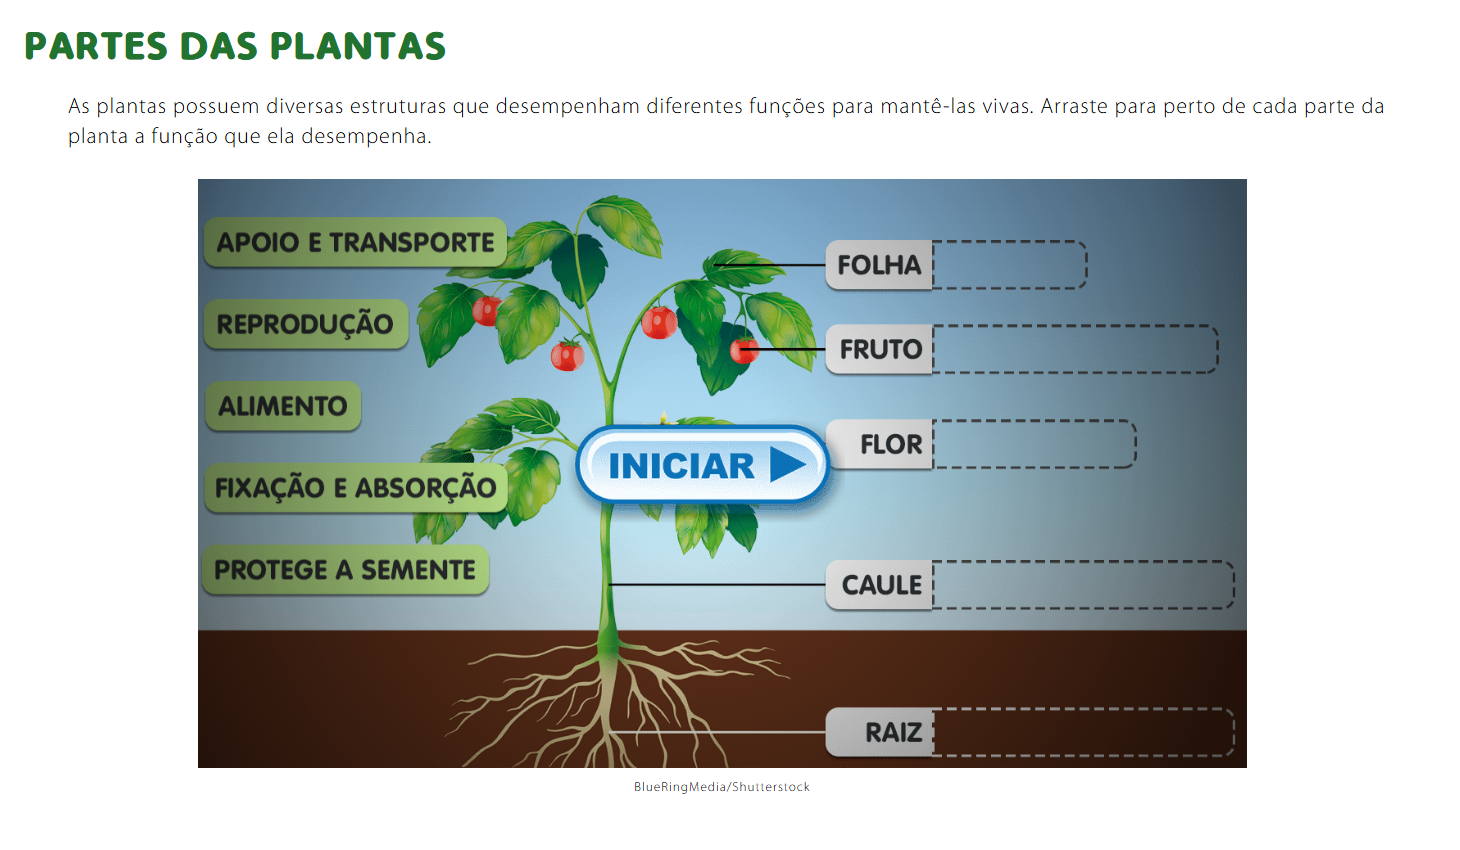 PARTES DAS PLANTAS
As plantas possuem diversas estruturas que desempenham diferentes funções para mantê-las vivas. Arraste para perto de cada parte da
planta a função que ela desempenha.
APOIO E TRANSPORTE
REPRODUÇÃO
ALIMENTO
FIXAÇÃO E ABSORÇÃO
PROTEGE A SEMENTE
INICIAR
FOLHA
FRUTO
FLOR
CAULE
RAIZ
BlueRingMedia/Shutterstock